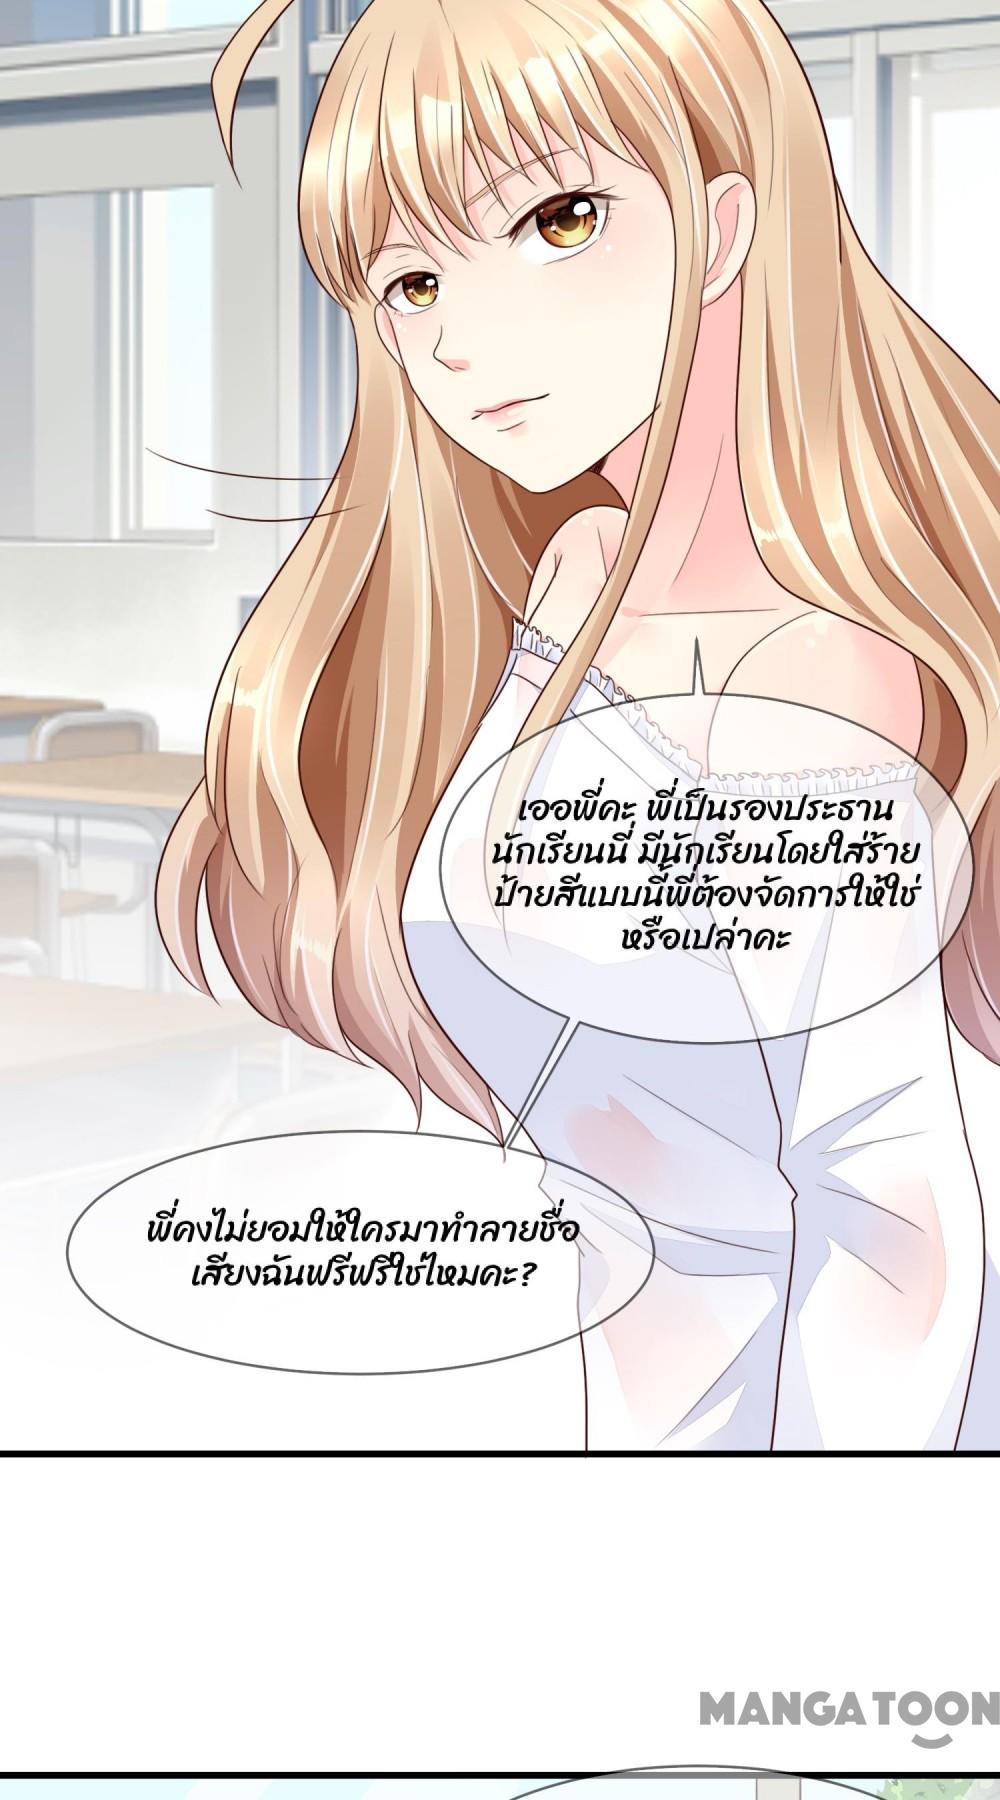 เออพี่คะ พี่เป็นรองประธาน
นักเรียนนี่ มีนักเรียนโดยใส่ร้าย
ป้ายสีแบบนี้พี่ต้องจัดการให้ใช่
หรือเปล่าคะ
พี่คงไม่ยอมให้ใครมาทำลายชื่อ
เสียงฉันฟรีฟรีใช่ไหมคะ?
MANGATOON